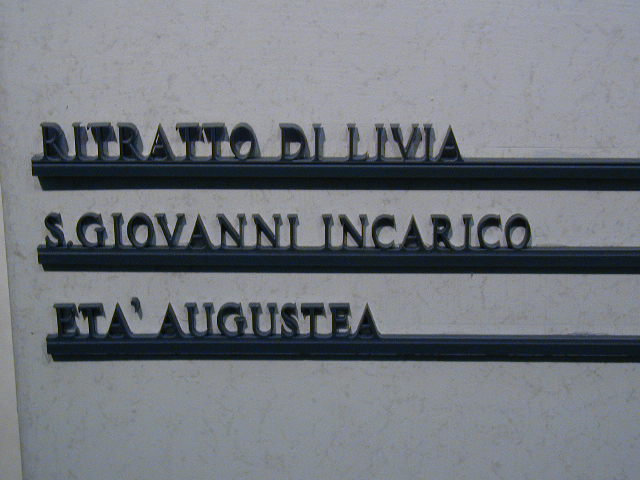 RITRATTO DI LIVIA
S.GIOVANNI INCARICO
ETA' AUGUSTEA